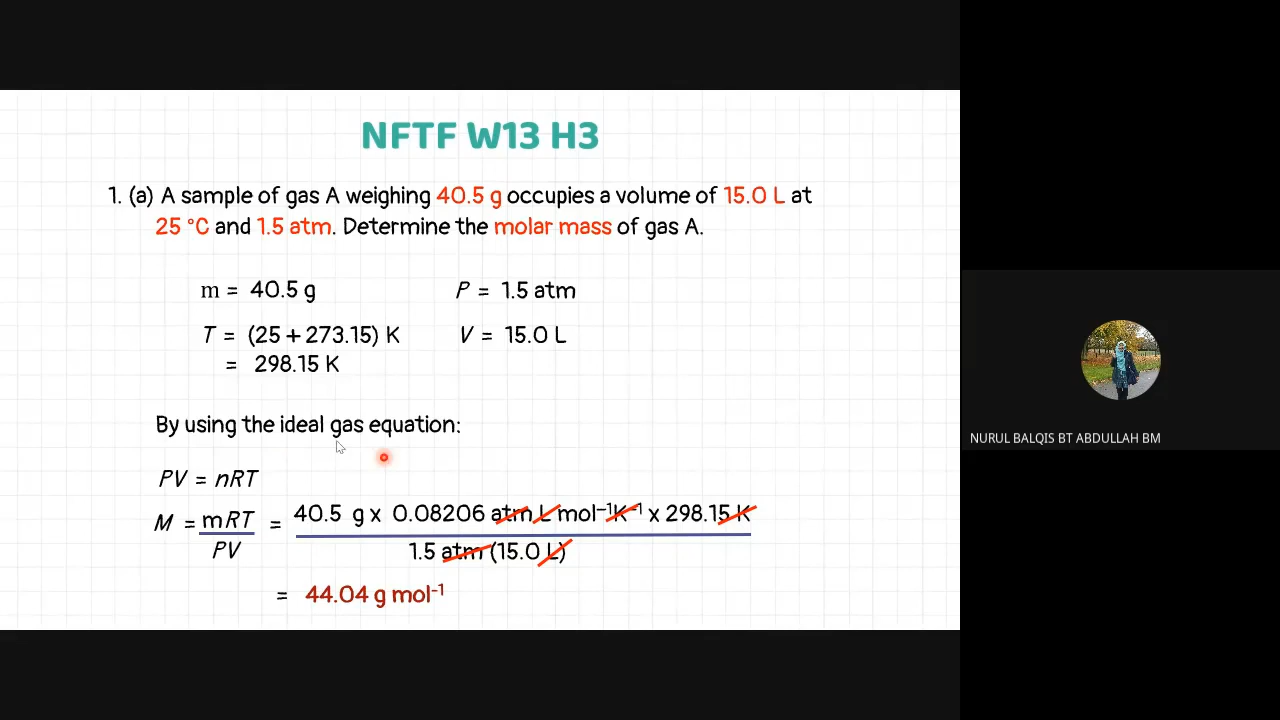 NFTF W13 H3
1. (a) A sample of gas A weighing 40.5 g occupies a volume of 15.0 L at
25 °C and 1.5 atm. Determine the molar mass of gas A.
m = 40.5 g
P = 1.5 atm
T = (25 + 273.15) K
V = 15.0 L
= 298.15 K
By using the ideal gas equation:
PV = nRT
M = mRT = 40.5 g x 0.08206 atm L mol⁻¹K⁻¹ x 298.15 K
PV 1.5 atm (15.0 L)
= 44.04 g mol⁻¹
NURUL BALQIS BT ABDULLAH BM